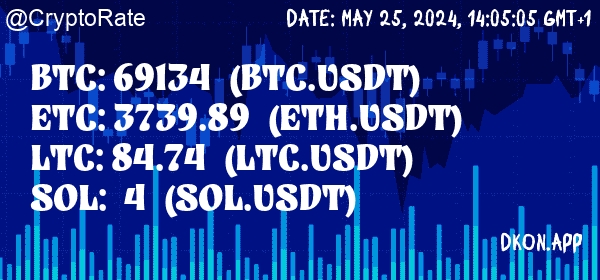 @CryptoRate
DATE: MAY 25, 2024, 14:05:05 GMT+1
BTC: 69134 (BTC.USDT)
ETC: 3739.89 (ETH.USDT)
LTC: 84.74 (LTC.USDT)
SOL: 4 (SOL.USDT)
DKON.APP